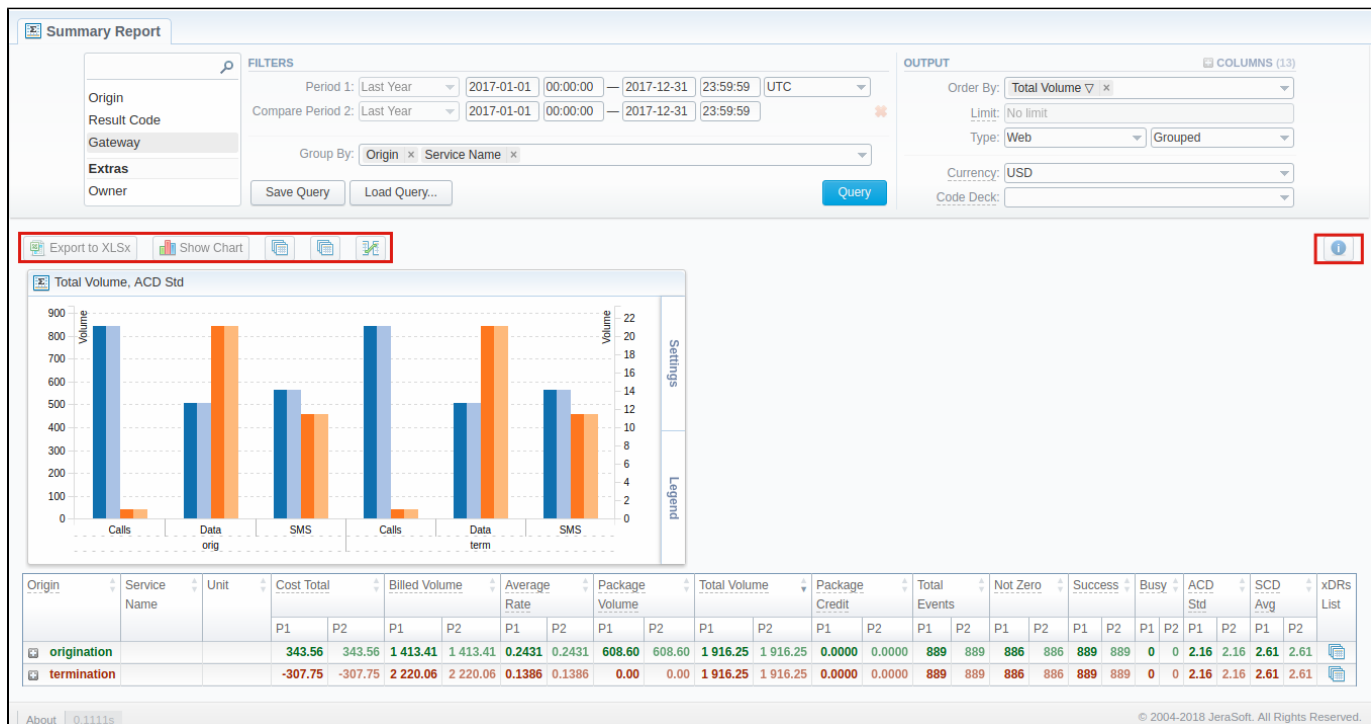 Summary Report
Origin
Result Code
Gateway
Extras
Owner
FILTERS
Period 1: Last Year 2017-01-01 00:00:00 — 2017-12-31 23:59:59 UTC
Compare Period 2: Last Year 2017-01-01 00:00:00 — 2017-12-31 23:59:59
Group By: Origin × Service Name ×
Save Query Load Query... Query
OUTPUT COLUMNS (13)
Order By: Total Volume ▽ ×
Limit: No limit
Type: Web Grouped
Currency: USD
Code Deck:
Export to XLSx Show Chart
Total Volume, ACD Std
900
800
700
600
500
400
300
200
100
0
Volume
Volume
22
20
18
16
14
12
10
8
6
4
2
0
Calls Data SMS Calls Data SMS
orig term
Settings
Legend
Origin Service Name Unit Cost Total Billed Volume Average Rate Package Volume Total Volume Package Credit Total Events Not Zero Success Busy ACD Std SCD Avg xDRs List
P1 P2 P1 P2 P1 P2 P1 P2 P1 P2 P1 P2 P1 P2 P1 P2 P1 P2 P1 P2 P1 P2 P1 P2
origination 343.56 343.56 1 413.41 1 413.41 0.2431 0.2431 608.60 608.60 1 916.25 1 916.25 0.0000 0.0000 889 889 886 886 889 889 0 0 2.16 2.16 2.61 2.61
termination -307.75 -307.75 2 220.06 2 220.06 0.1386 0.1386 0.00 0.00 1 916.25 1 916.25 0.0000 0.0000 889 889 886 886 889 889 0 0 2.16 2.16 2.61 2.61
About 0.1111s
© 2004-2018 JeraSoft. All Rights Reserved.